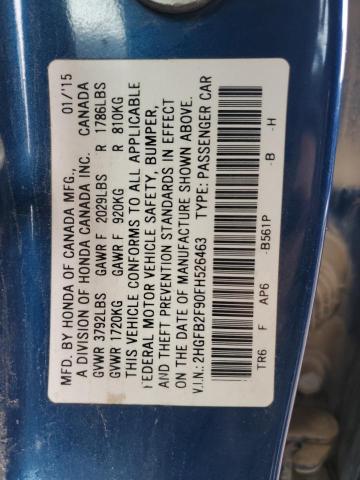 MFD. BY HONDA OF CANADA MFG., 01/'15
A DIVISION OF HONDA CANADA INC. CANADA
GVWR 3792LBS GAWR F 2029LBS R 1786LBS
GVWR 1720KG GAWR F 920KG R 810KG
THIS VEHICLE CONFORMS TO ALL APPLICABLE
FEDERAL MOTOR VEHICLE SAFETY, BUMPER,
AND THEFT PREVENTION STANDARDS IN EFFECT
ON THE DATE OF MANUFACTURE SHOWN ABOVE.
V.I.N.: 2HGFB2F90FH526463 TYPE: PASSENGER CAR
TR6 F AP6 -B561P -B -H